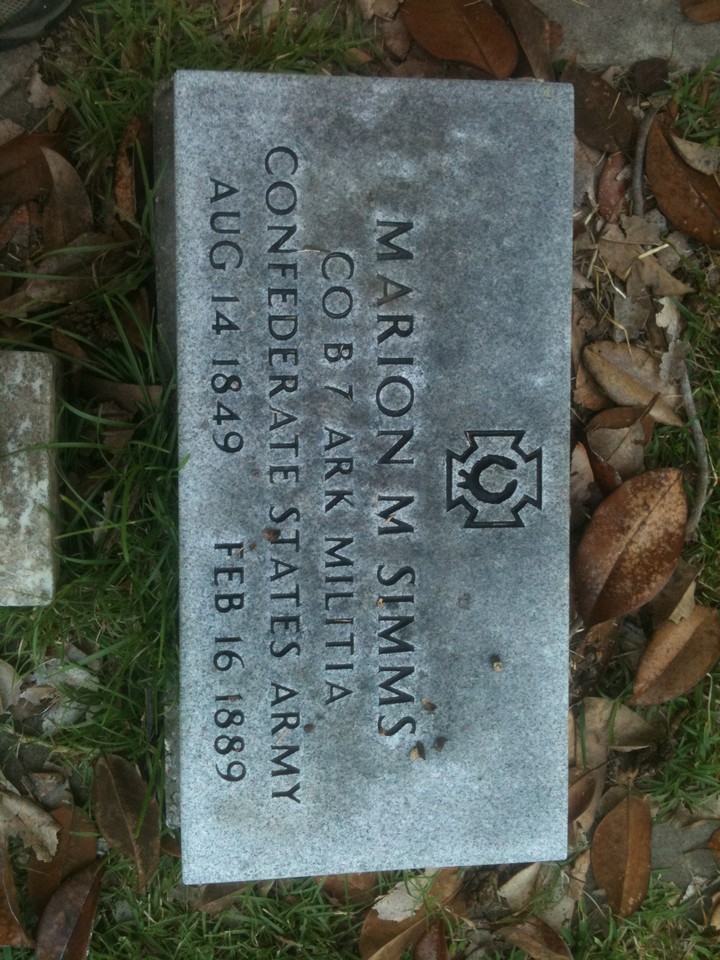 MARION M SIMMS
CO B 7 ARK MILITIA
CONFEDERATE STATES ARMY
AUG 14 1849 FEB 16 1889